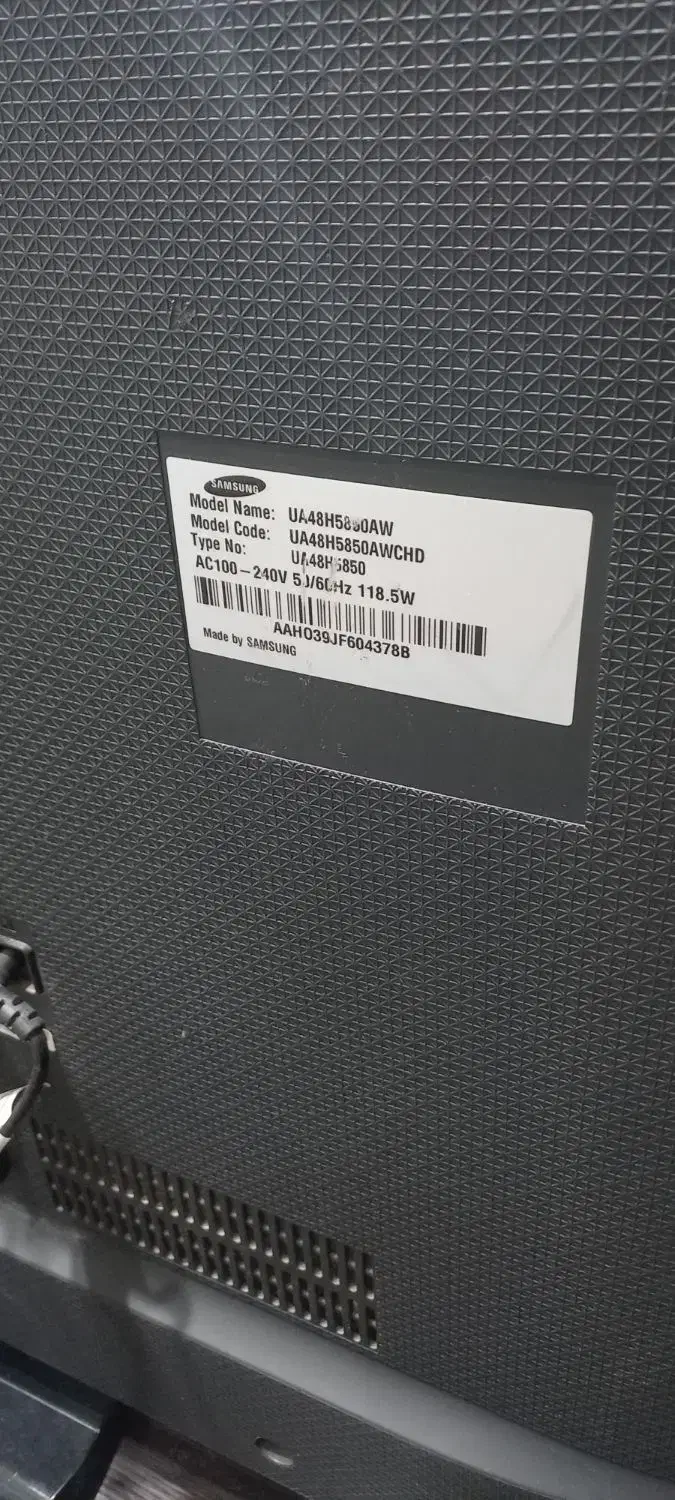 SAMSUNG
Model Name: UA48H5850AW
Model Code: UA48H5850AWCHD
Type No: UA48H5850
AC100-240V 50/60Hz 118.5W
AAHO39JF604378B
Made by SAMSUNG